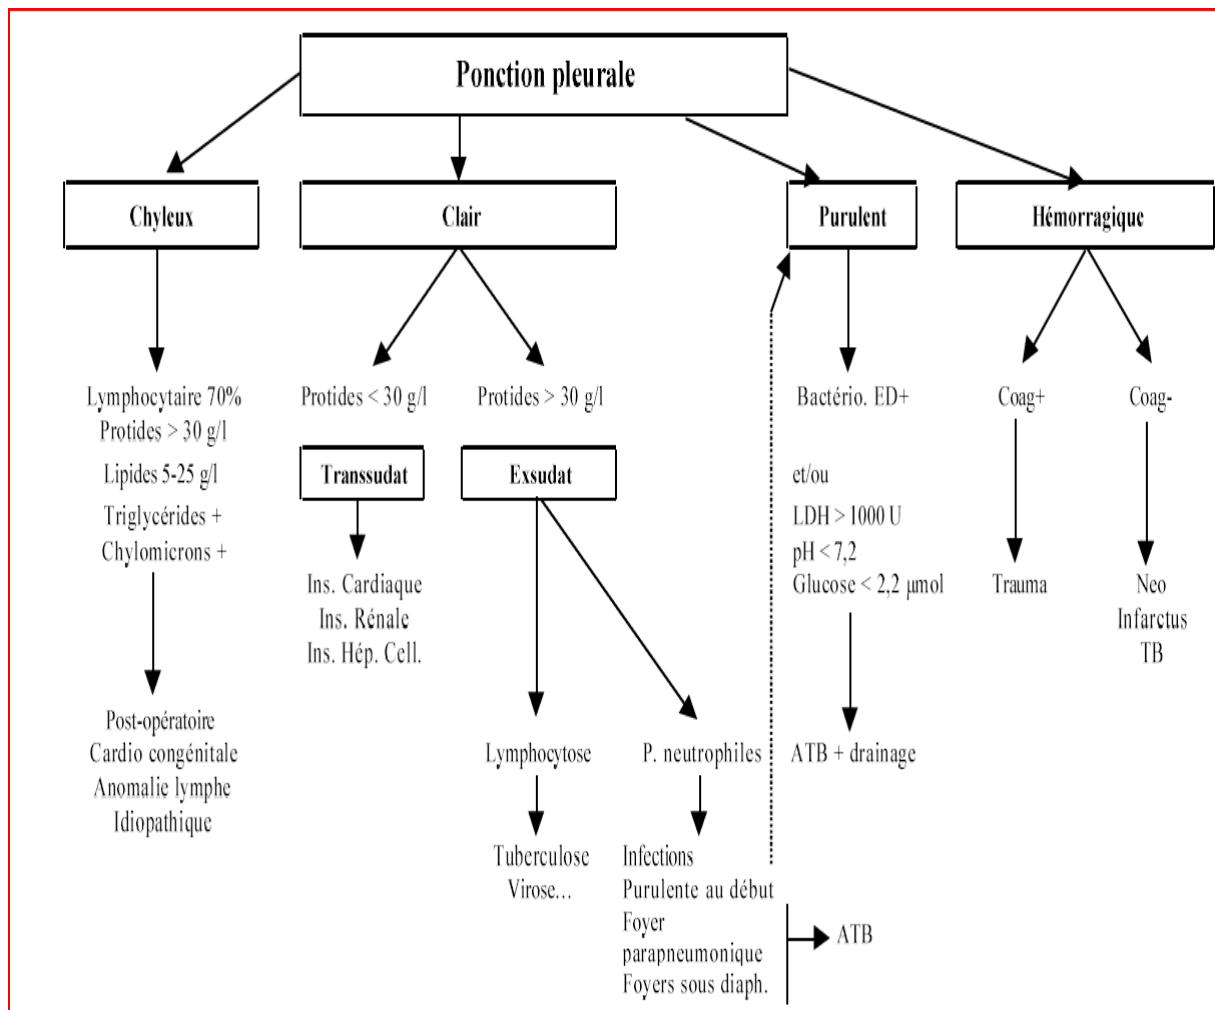 Ponction pleurale
Chyleux
Clair
Purulent
Hémorragique
Lymphocytaire 70%
Protides > 30 g/l
Lipides 5-25 g/l
Triglycérides +
Chylomicrons +
Post-opératoire
Cardio congénitale
Anomalie lymphe
Idiopathique
Protides < 30 g/l
Transsudat
Ins. Cardiaque
Ins. Rénale
Ins. Hép. Cell.
Protides > 30 g/l
Exsudat
Lymphocytose
Tuberculose
Virose...
P. neutrophiles
Infections
Purulente au début
Foyer
parapneumonique
Foyers sous diaph.
ATB
Bactério. ED+
et/ou
LDH > 1000 U
pH < 7,2
Glucose < 2,2 µmol
ATB + drainage
Coag+
Trauma
Coag-
Neo
Infarctus
TB